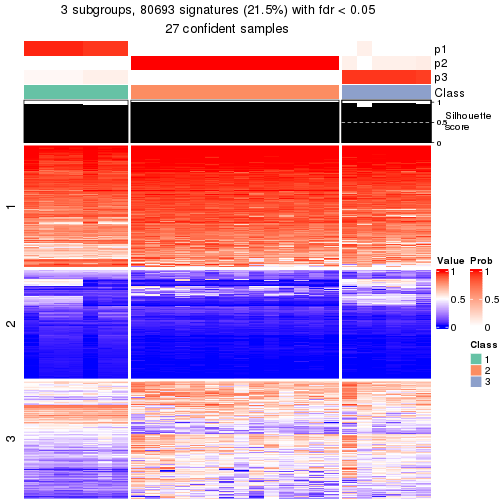 3 subgroups, 80693 signatures (21.5%) with fdr < 0.05
27 confident samples
p1
p2
p3
Class
1
0.5
0
Silhouette
score
1
2
3
Value
1
0.5
0
Prob
1
0.5
0
Class
1
2
3